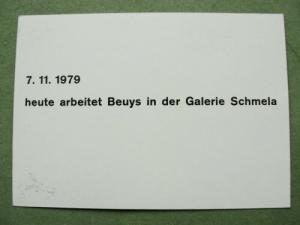 7. 11. 1979
heute arbeitet Beuys in der Galerie Schmela